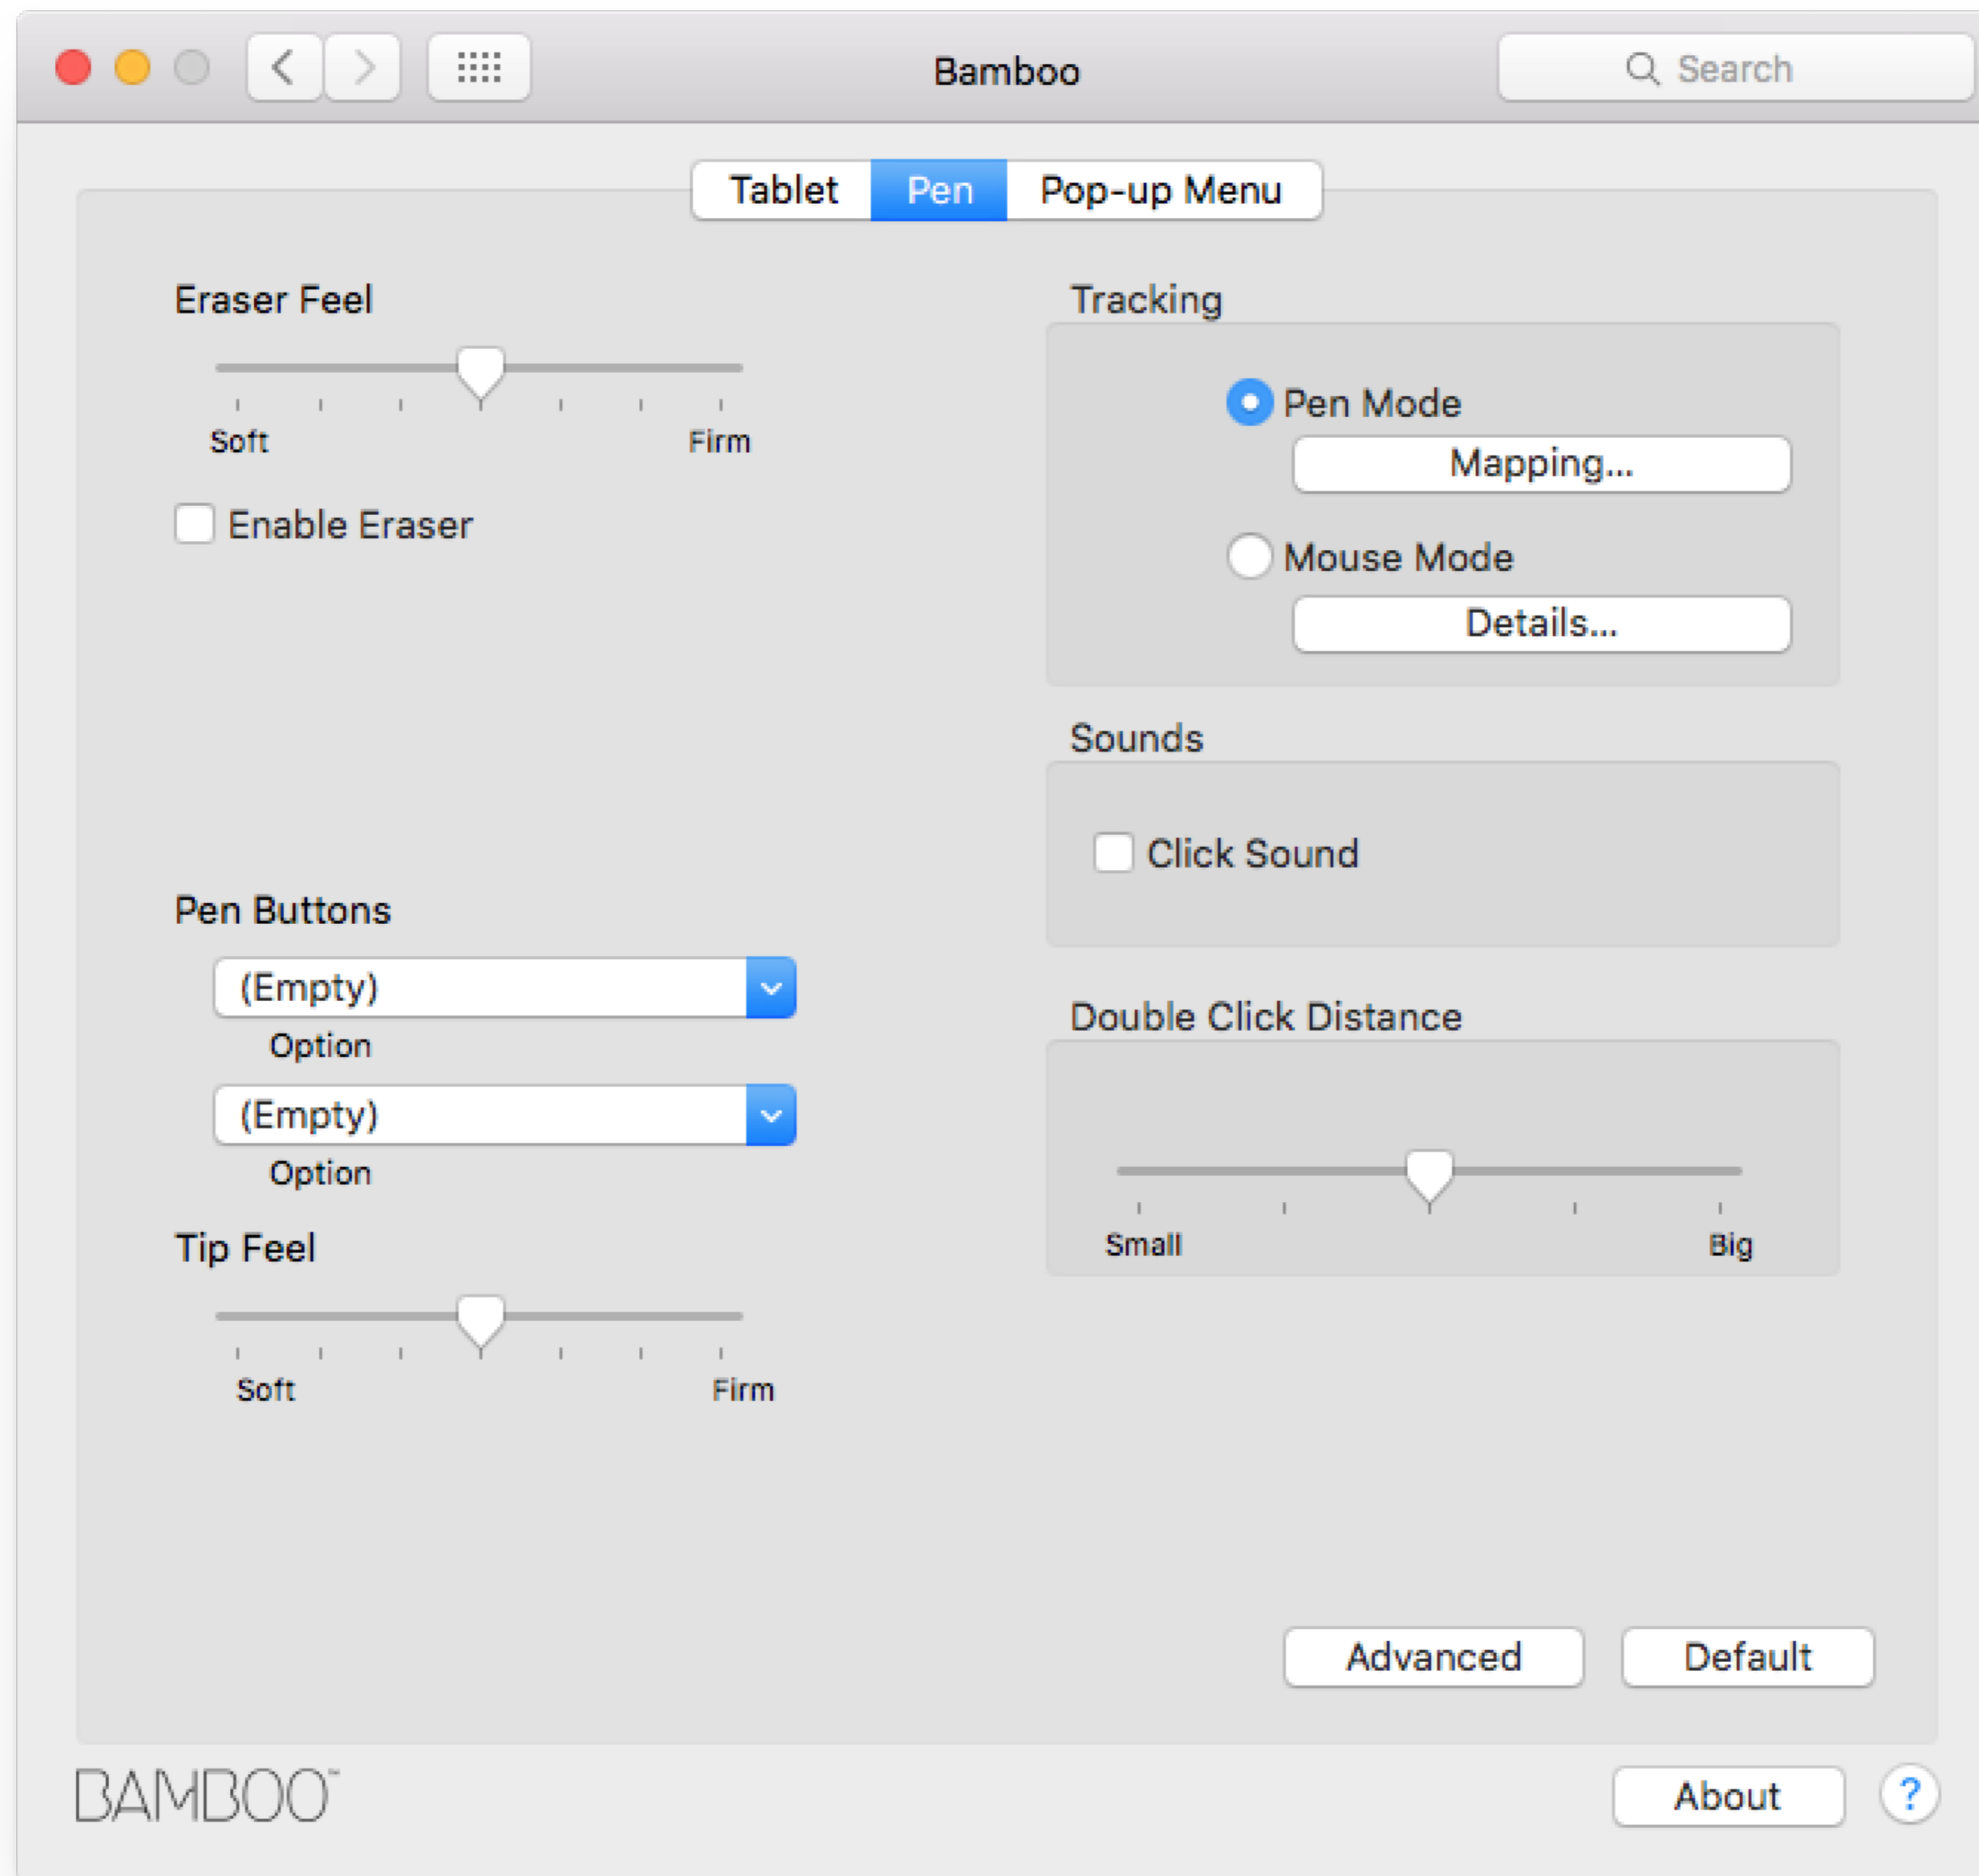 Bamboo
Search
Tablet Pen Pop-up Menu
Eraser Feel
Soft Firm
Enable Eraser
Pen Buttons
(Empty)
Option
(Empty)
Option
Tip Feel
Soft Firm
Tracking
Pen Mode
Mapping...
Mouse Mode
Details...
Sounds
Click Sound
Double Click Distance
Small Big
Advanced Default
BAMBOO™
About ?